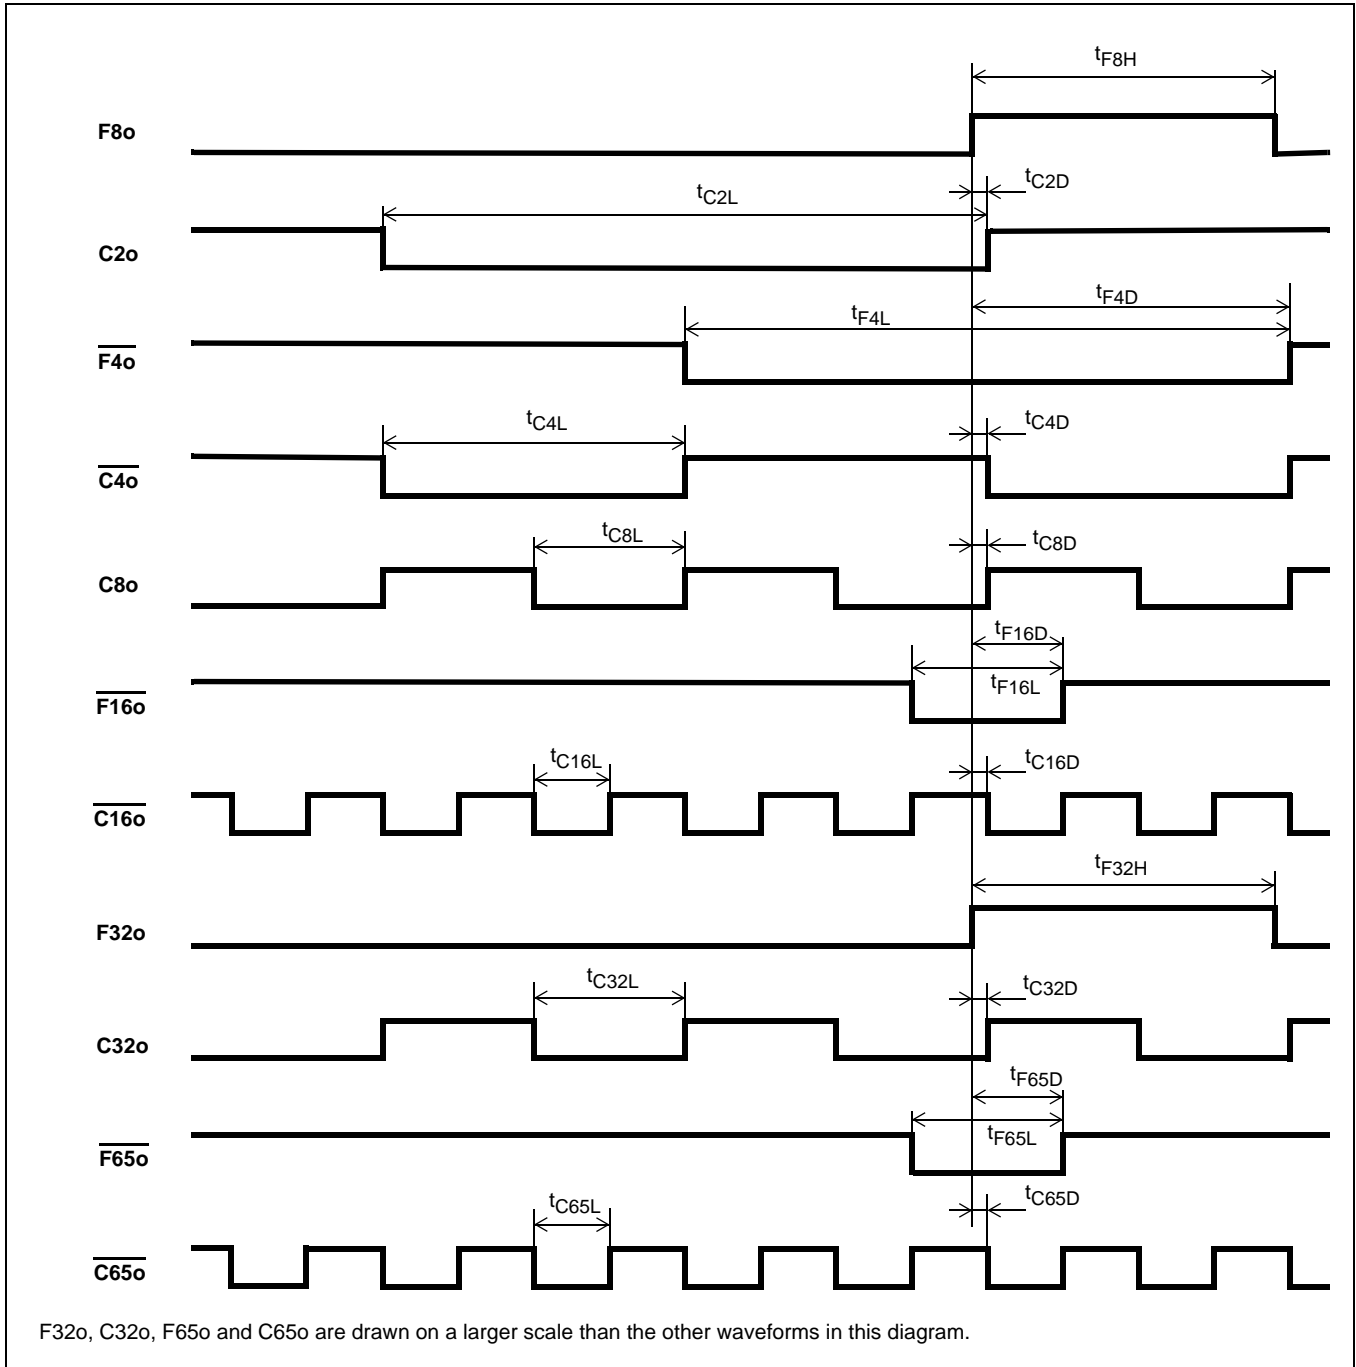 tF8H
F8o
tC2D
tC2L
C2o
tF4D
tF4L
F4o
tC4L
tC4D
C4o
tC8L
tC8D
C8o
tF16D
tF16L
F16o
tC16L
tC16D
C16o
tF32H
F32o
tC32L
tC32D
C32o
tF65D
tF65L
F65o
tC65L
tC65D
C65o
F32o, C32o, F65o and C65o are drawn on a larger scale than the other waveforms in this diagram.